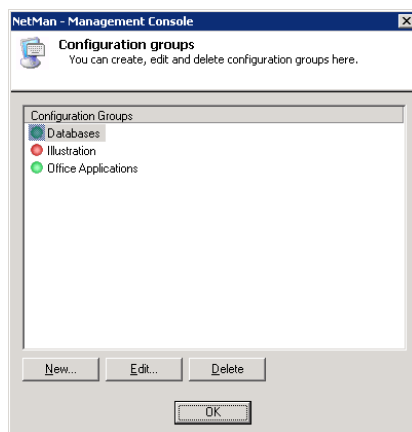 NetMan - Management Console
Configuration groups
You can create, edit and delete configuration groups here.
Configuration Groups
Databases
Illustration
Office Applications
New... Edit... Delete
OK